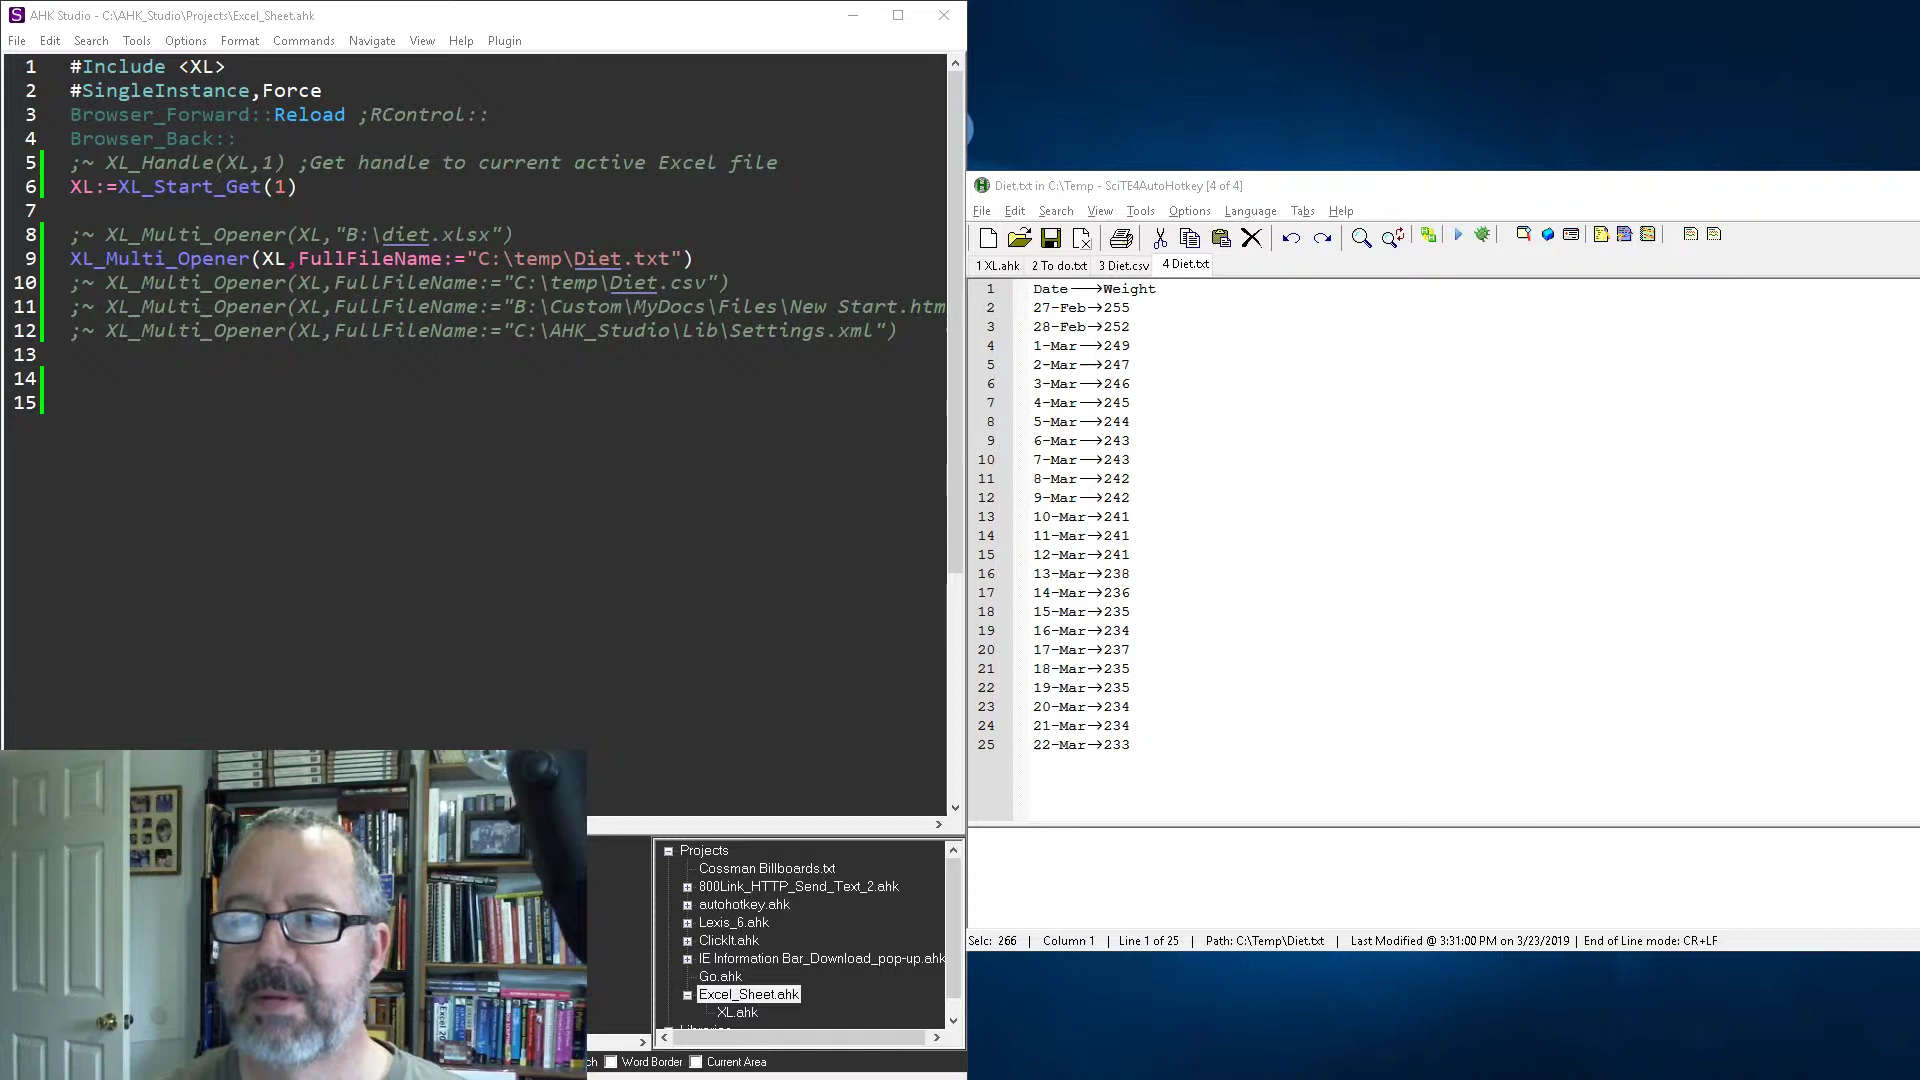 AHK Studio - C:\AHK_Studio\Projects\Excel_Sheet.ahk
File Edit Search Tools Options Format Commands Navigate View Help Plugin
1 #Include <XL>
2 #SingleInstance,Force
3 Browser_Forward::Reload ;RControl::
4 Browser_Back::
5 ;~ XL_Handle(XL,1) ;Get handle to current active Excel file
6 XL:=XL_Start_Get(1)
7
8 ;~ XL_Multi_Opener(XL,"B:\diet.xlsx")
9 XL_Multi_Opener(XL,FullFileName:="C:\temp\Diet.txt")
10 ;~ XL_Multi_Opener(XL,FullFileName:="C:\temp\Diet.csv")
11 ;~ XL_Multi_Opener(XL,FullFileName:="B:\Custom\MyDocs\Files\New Start.htm
12 ;~ XL_Multi_Opener(XL,FullFileName:="C:\AHK_Studio\Lib\Settings.xml")
13
14
15
Projects
Cossman Billboards.txt
800Link_HTTP_Send_Text_2.ahk
autohotkey.ahk
Lexis_6.ahk
ClickIt.ahk
IE Information Bar_Download_pop-up.ahk
Go.ahk
Excel_Sheet.ahk
XL.ahk
ch Word Border Current Area
Diet.txt in C:\Temp - SciTE4AutoHotkey [4 of 4]
File Edit Search View Tools Options Language Tabs Help
1 XL.ahk 2 To do.txt 3 Diet.csv 4 Diet.txt
1 Date→Weight
2 27-Feb→255
3 28-Feb→252
4 1-Mar→249
5 2-Mar→247
6 3-Mar→246
7 4-Mar→245
8 5-Mar→244
9 6-Mar→243
10 7-Mar→243
11 8-Mar→242
12 9-Mar→242
13 10-Mar→241
14 11-Mar→241
15 12-Mar→241
16 13-Mar→238
17 14-Mar→236
18 15-Mar→235
19 16-Mar→234
20 17-Mar→237
21 18-Mar→235
22 19-Mar→235
23 20-Mar→234
24 21-Mar→234
25 22-Mar→233
Selc: 266 | Column 1 | Line 1 of 25 | Path: C:\Temp\Diet.txt | Last Modified @ 3:31:00 PM on 3/23/2019 | End of Line mode: CR+LF